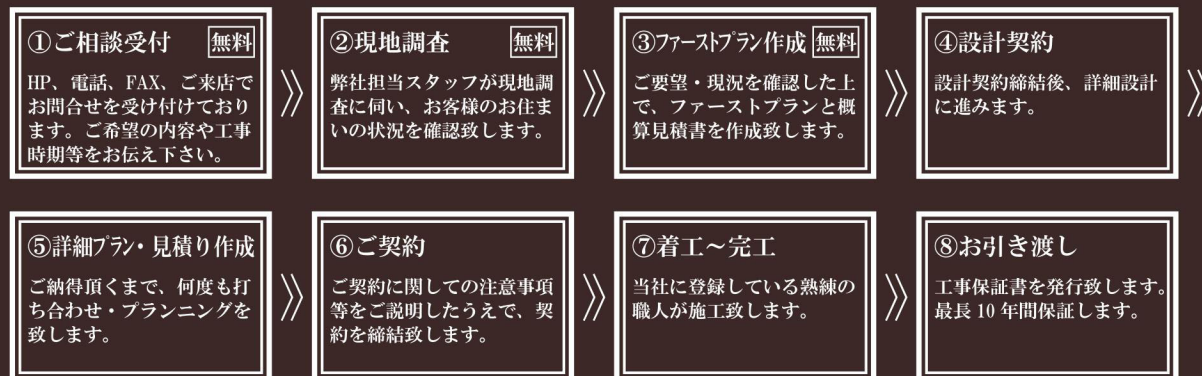 ①ご相談受付 無料
HP、電話、FAX、ご来店で
お問合せを受け付けており
ます。ご希望の内容や工事
時期等をお伝え下さい。
②現地調査 無料
弊社担当スタッフが現地調
査に伺い、お客様のお住ま
いの状況を確認致します。
③ファーストプラン作成 無料
ご要望・現況を確認した上
で、ファーストプランと概
算見積書を作成致します。
④設計契約
設計契約締結後、詳細設計
に進みます。
⑤詳細プラン・見積り作成
ご納得頂くまで、何度も打
ち合わせ・プランニングを
致します。
⑥ご契約
ご契約に関しての注意事項
等をご説明したうえで、契
約を締結致します。
⑦着工～完工
当社に登録している熟練の
職人が施工致します。
⑧お引き渡し
工事保証書を発行致します。
最長 10 年間保証します。